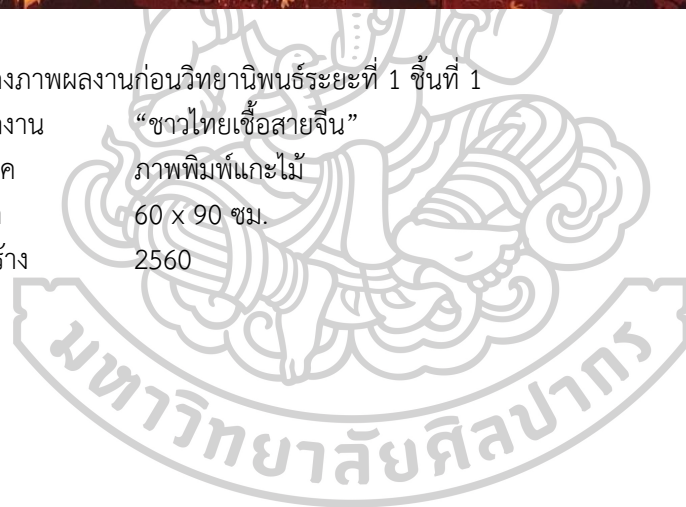 งภาพผลงานก่อนวิทยานิพนธ์ระยะที่ 1 ชิ้นที่ 1
งาน "ชาวไทยเชื้อสายจีน"
ค ภาพพิมพ์แกะไม้
60 x 90 ซม.
ร้าง 2560
มหาวิทยาลัยศิลปากร